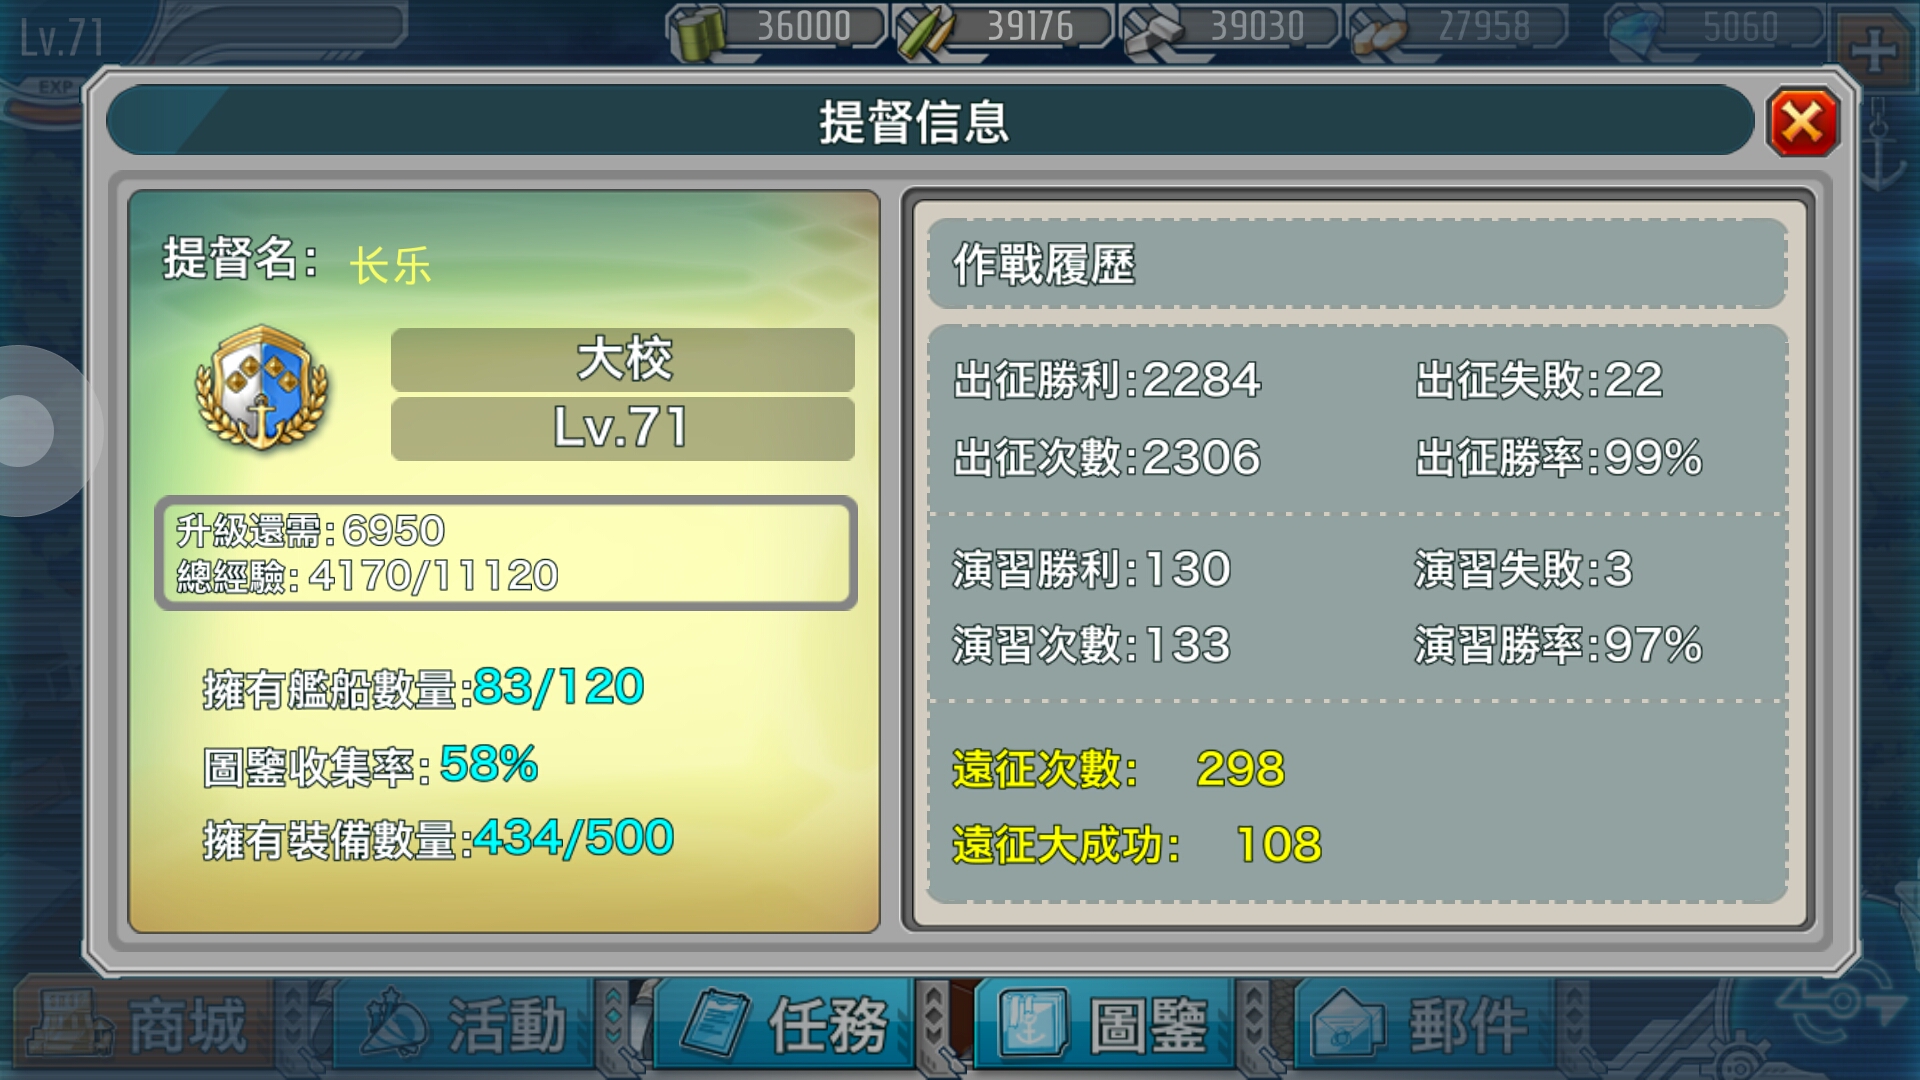 Lv.71
36000
39176
39030
27958
5060
EXP
提督信息
提督名: 长乐
大校
Lv.71
升級還需:6950
總經驗:4170/11120
擁有艦船數量:83/120
圖鑒收集率:58%
擁有裝備數量:434/500
作戰履歷
出征勝利:2284
出征失敗:22
出征次數:2306
出征勝率:99%
演習勝利:130
演習失敗:3
演習次數:133
演習勝率:97%
遠征次數: 298
遠征大成功: 108
商城
活動
任務
圖鑒
郵件